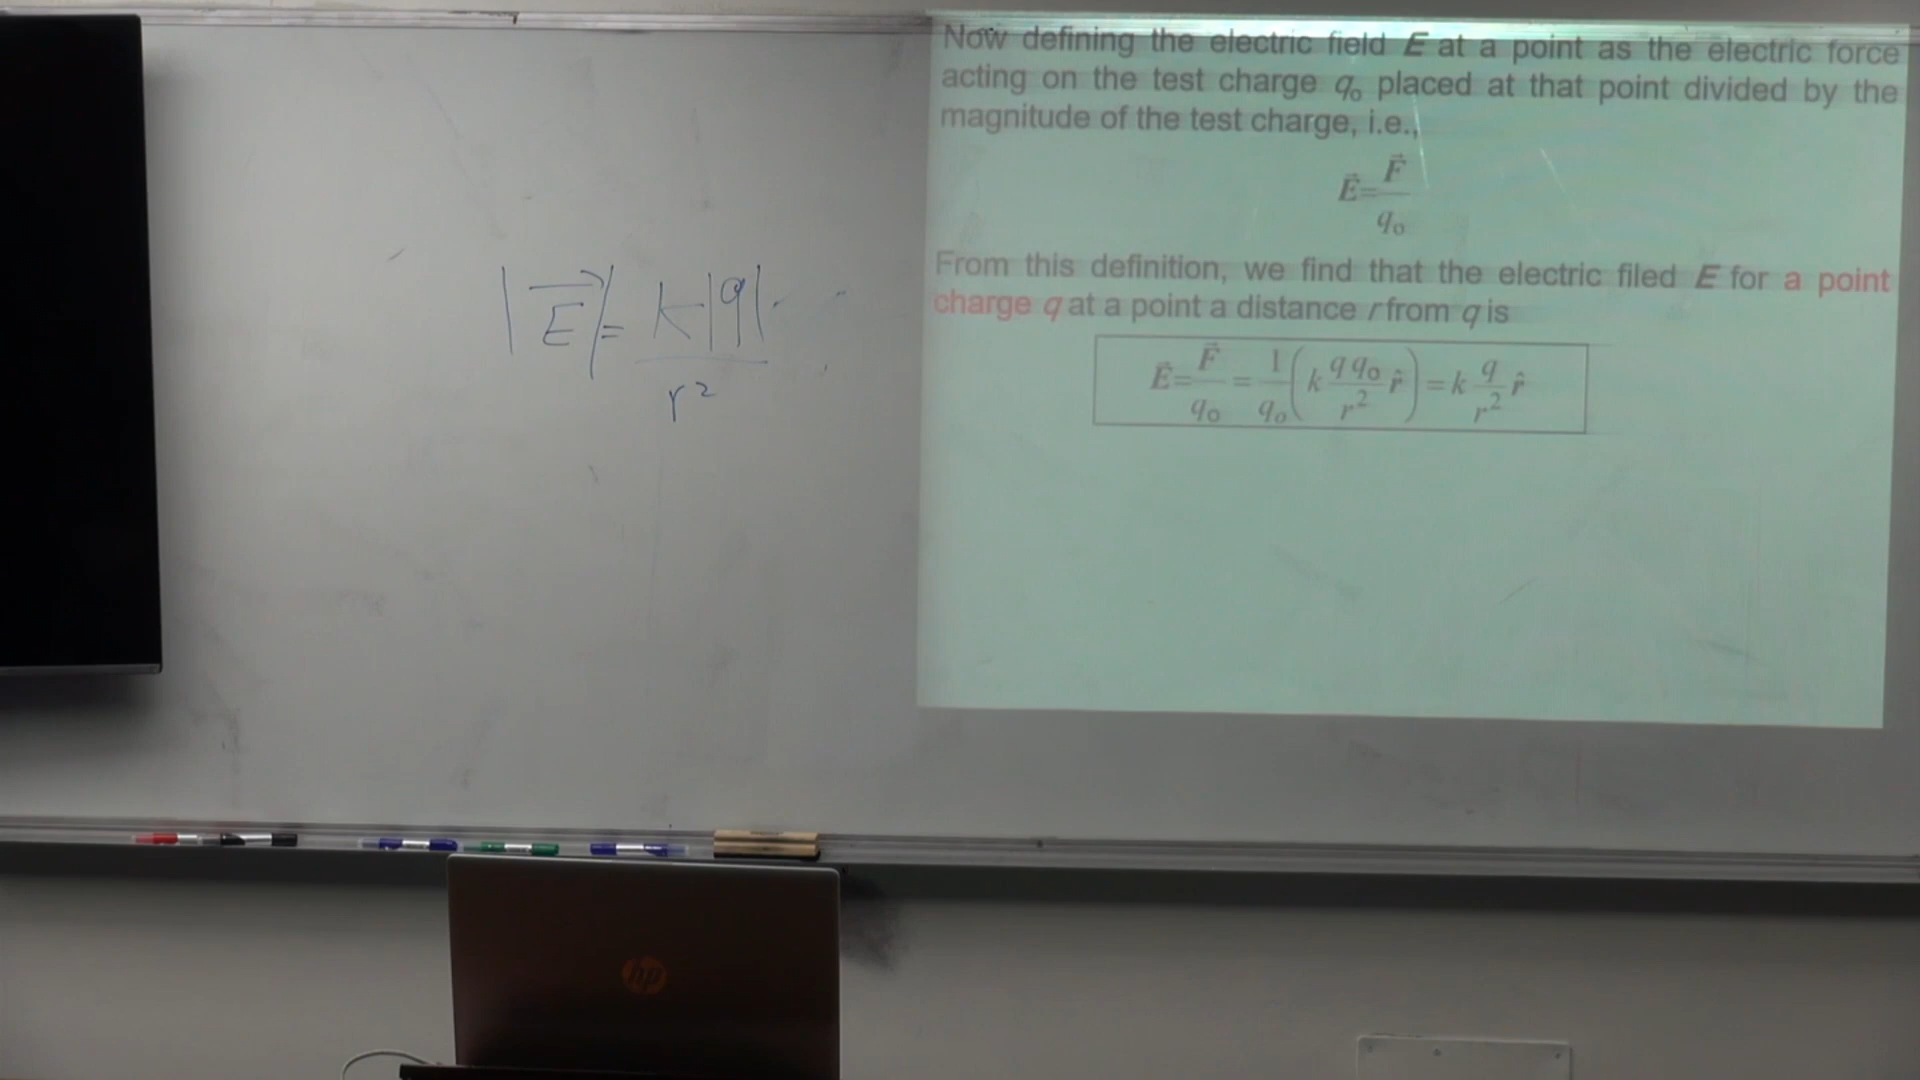 |E⃗| = k|q|
r²
Now defining the electric field E at a point as the electric force
acting on the test charge q₀ placed at that point divided by the
magnitude of the test charge, i.e.,
E⃗ = F⃗ / q₀
From this definition, we find that the electric filed E for a point
charge q at a point a distance r from q is
E⃗ = F⃗ / q₀ = 1 / q₀ ( k q q₀ / r² r̂ ) = k q / r² r̂
hp